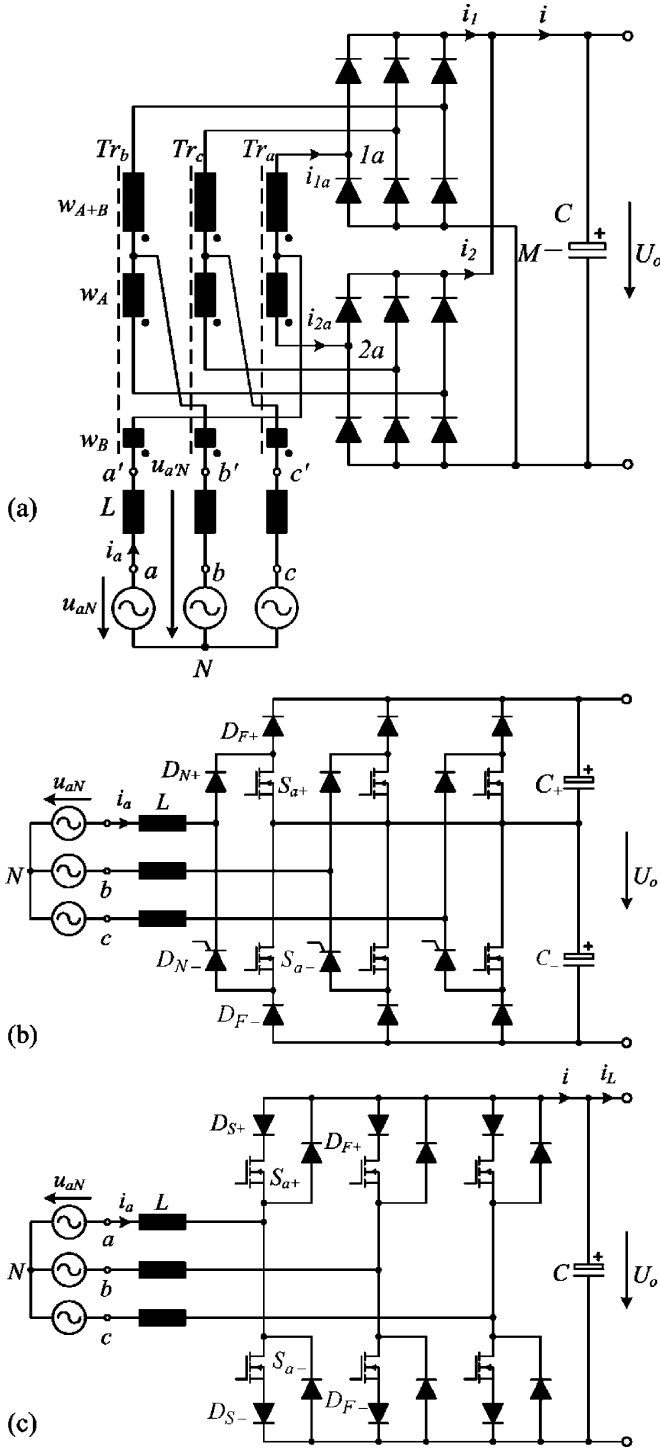 i1 i
Trb Trc Tra
1a
i1a
wA+B
C
+
M
Uo
i2
wA
i2a
2a
wB
a' ua'N b' c'
(a)
L
ia
a b c
uaN
N
DF+
DN+
Sa+
C+
+
uaN
ia L
N
b
c
Uo
DN−
Sa−
C−
+
DF−
(b)
i iL
DS+
DF+
Sa+
uaN
ia L
a
N
b
c
C
+
Uo
Sa−
DS−
DF−
(c)